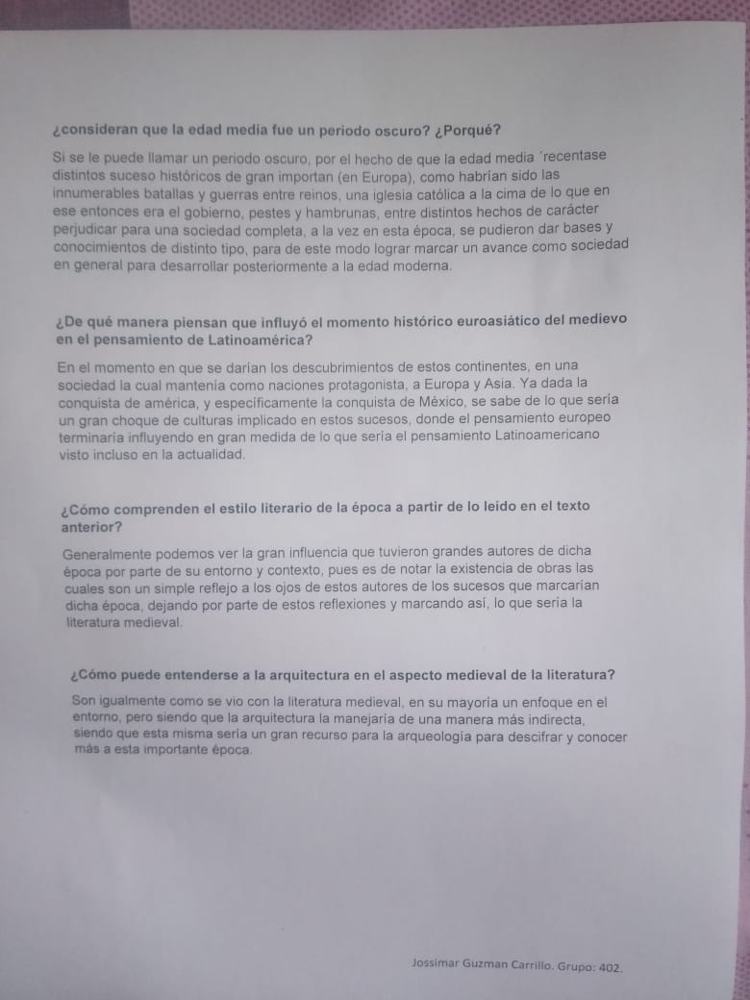 ¿consideran que la edad media fue un periodo oscuro? ¿Porqué?
Si se le puede llamar un periodo oscuro, por el hecho de que la edad media ´recentase
distintos suceso históricos de gran importan (en Europa), como habrían sido las
innumerables batallas y guerras entre reinos, una iglesia católica a la cima de lo que en
ese entonces era el gobierno, pestes y hambrunas, entre distintos hechos de carácter
perjudicar para una sociedad completa, a la vez en esta época, se pudieron dar bases y
conocimientos de distinto tipo, para de este modo lograr marcar un avance como sociedad
en general para desarrollar posteriormente a la edad moderna.
¿De qué manera piensan que influyó el momento histórico euroasiático del medievo
en el pensamiento de Latinoamérica?
En el momento en que se darían los descubrimientos de estos continentes, en una
sociedad la cual mantenía como naciones protagonista, a Europa y Asia. Ya dada la
conquista de américa, y específicamente la conquista de México, se sabe de lo que sería
un gran choque de culturas implicado en estos sucesos, donde el pensamiento europeo
terminaría influyendo en gran medida de lo que sería el pensamiento Latinoamericano
visto incluso en la actualidad.
¿Cómo comprenden el estilo literario de la época a partir de lo leído en el texto
anterior?
Generalmente podemos ver la gran influencia que tuvieron grandes autores de dicha
época por parte de su entorno y contexto, pues es de notar la existencia de obras las
cuales son un simple reflejo a los ojos de estos autores de los sucesos que marcarían
dicha época, dejando por parte de estos reflexiones y marcando así, lo que sería la
literatura medieval.
¿Cómo puede entenderse a la arquitectura en el aspecto medieval de la literatura?
Son igualmente como se vio con la literatura medieval, en su mayoría un enfoque en el
entorno, pero siendo que la arquitectura la manejaría de una manera más indirecta,
siendo que esta misma sería un gran recurso para la arqueología para descifrar y conocer
más a esta importante época.
Jossimar Guzman Carrillo. Grupo: 402.